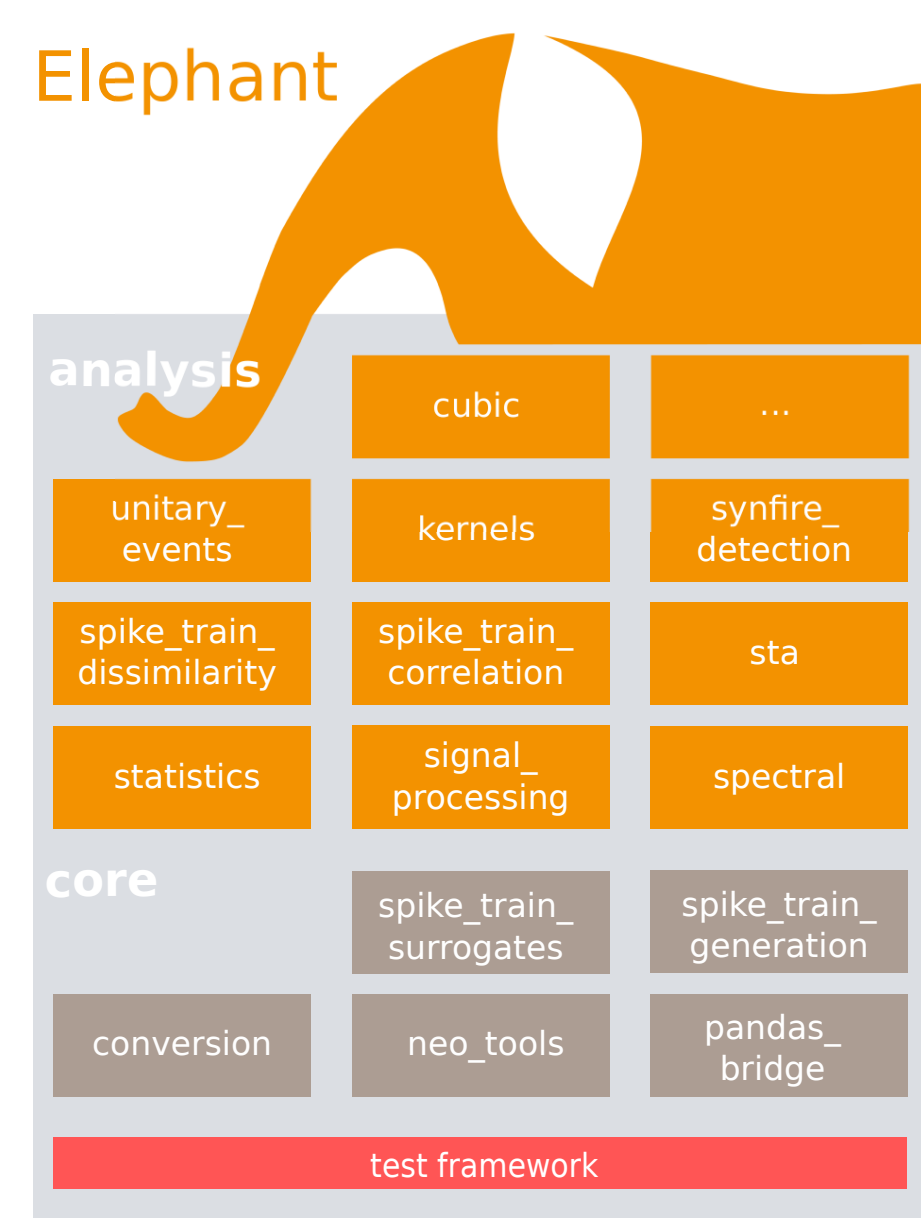 Elephant
analysis
cubic
...
unitary_
events
kernels
synfire_
detection
spike_train_
dissimilarity
spike_train_
correlation
sta
statistics
signal_
processing
spectral
core
spike_train_
surrogates
spike_train_
generation
conversion
neo_tools
pandas_
bridge
test framework